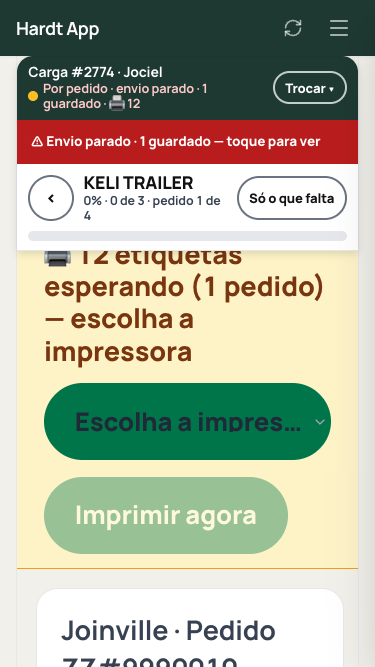 Hardt App
Carga #2774 · Jociel
Por pedido · envio parado · 1
guardado · 🖨️ 12
Trocar ▾
⚠ Envio parado · 1 guardado — toque para ver
‹
KELI TRAILER
0% · 0 de 3 · pedido 1 de
4
Só o que falta
🖨️ 12 etiquetas
esperando (1 pedido)
— escolha a
impressora
Escolha a impres...
Imprimir agora
Joinville · Pedido
ZZ#9990010